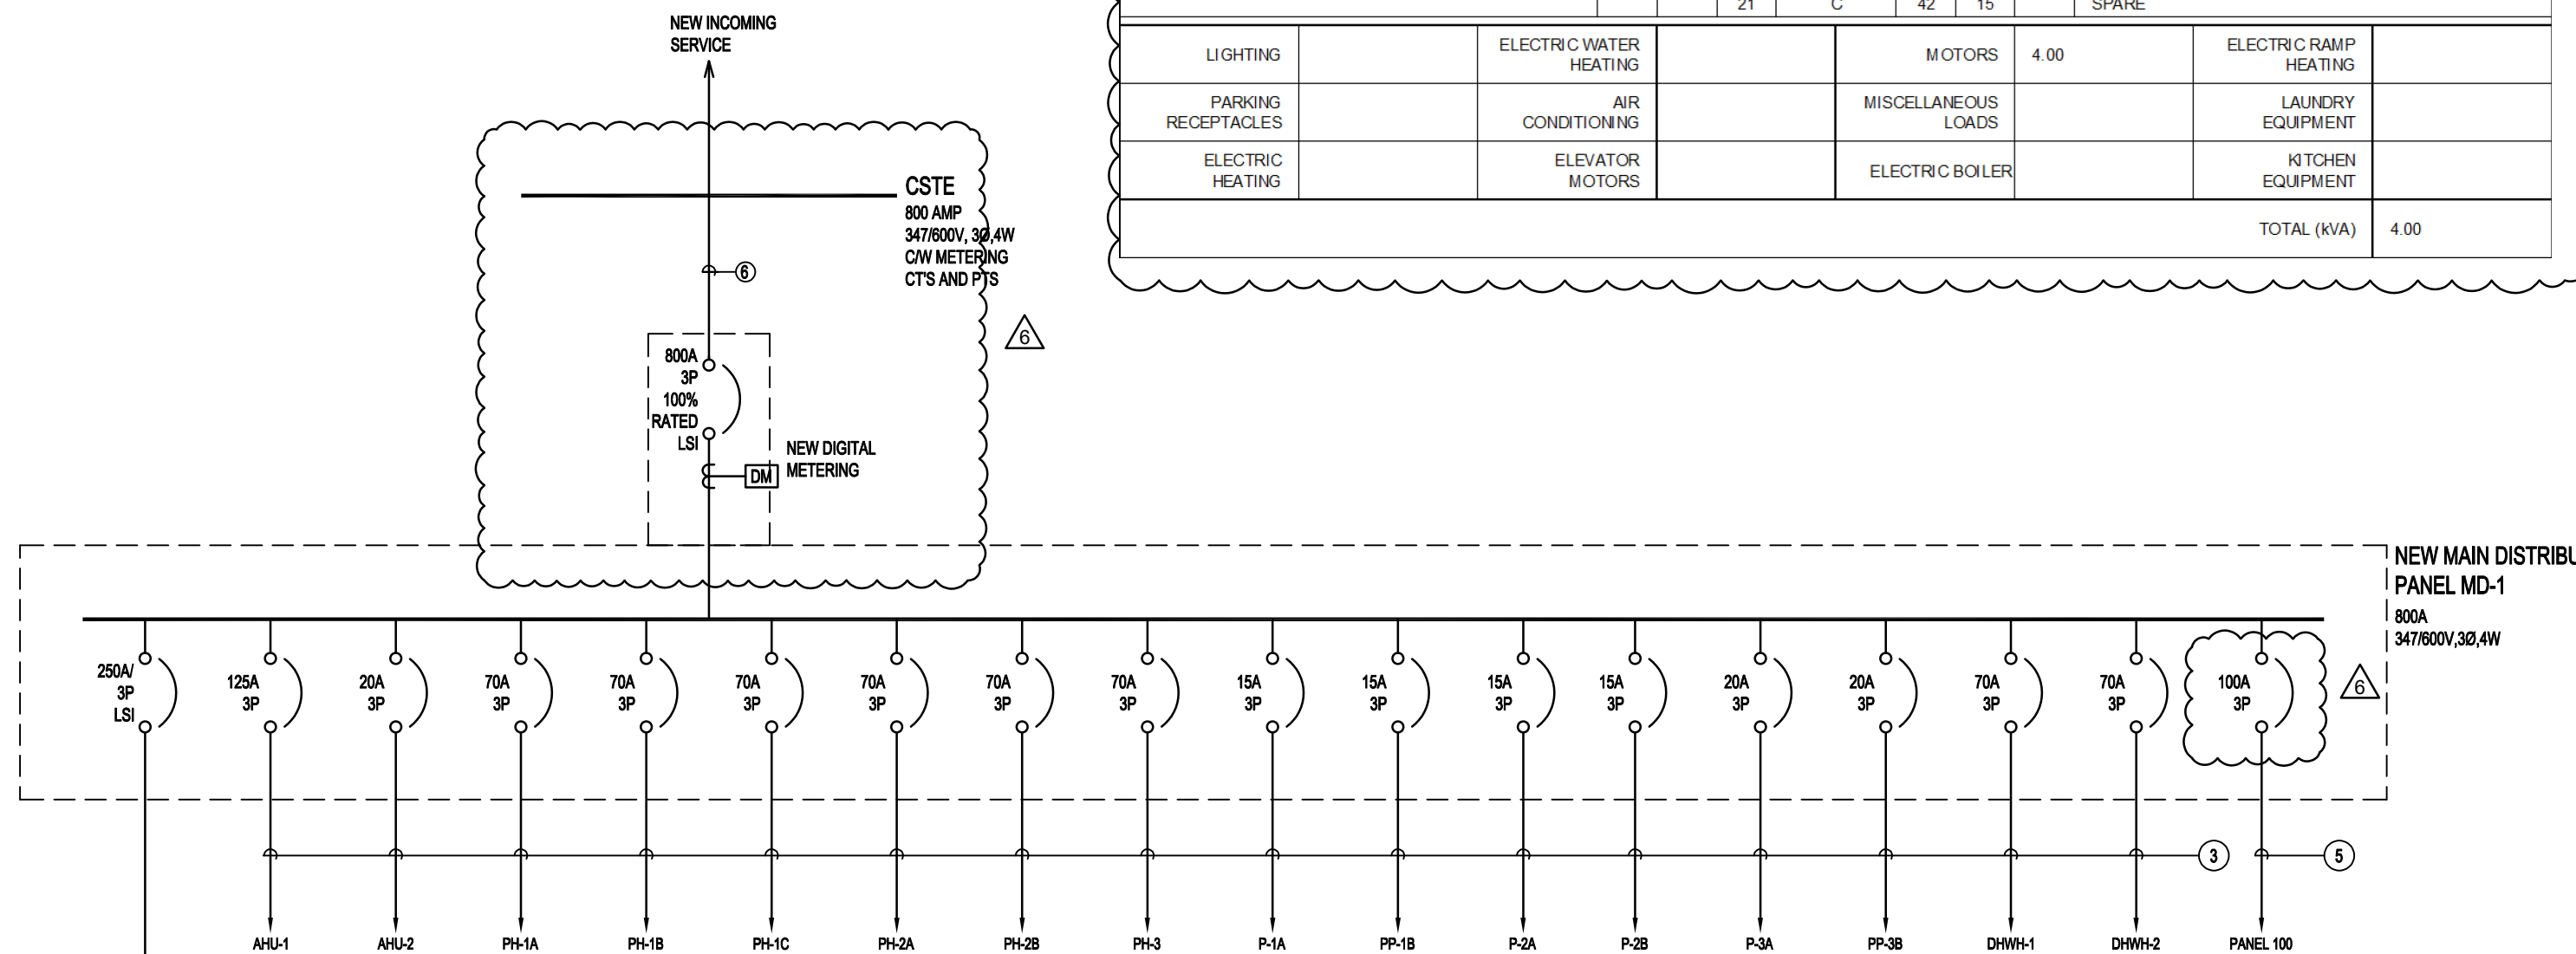 NEW INCOMING
SERVICE
CSTE
800 AMP
347/600V, 3Ø,4W
C/W METERING
CT'S AND PTS
6
6
800A
3P
100%
RATED
LSI
NEW DIGITAL
METERING
DM
21 C 42 15 SPARE
LIGHTING
ELECTRIC WATER
HEATING
MOTORS 4.00
ELECTRIC RAMP
HEATING
PARKING
RECEPTACLES
AIR
CONDITIONING
MISCELLANEOUS
LOADS
LAUNDRY
EQUIPMENT
ELECTRIC
HEATING
ELEVATOR
MOTORS
ELECTRIC BOILER
KITCHEN
EQUIPMENT
TOTAL (kVA) 4.00
NEW MAIN DISTRIBU
PANEL MD-1
800A
347/600V,3Ø,4W
250A/
3P
LSI
125A
3P
20A
3P
70A
3P
70A
3P
70A
3P
70A
3P
70A
3P
70A
3P
15A
3P
15A
3P
15A
3P
15A
3P
20A
3P
20A
3P
70A
3P
70A
3P
100A
3P
6
3
5
AHU-1 AHU-2 PH-1A PH-1B PH-1C PH-2A PH-2B PH-3 P-1A PP-1B P-2A P-2B P-3A PP-3B DHWH-1 DHWH-2 PANEL 100